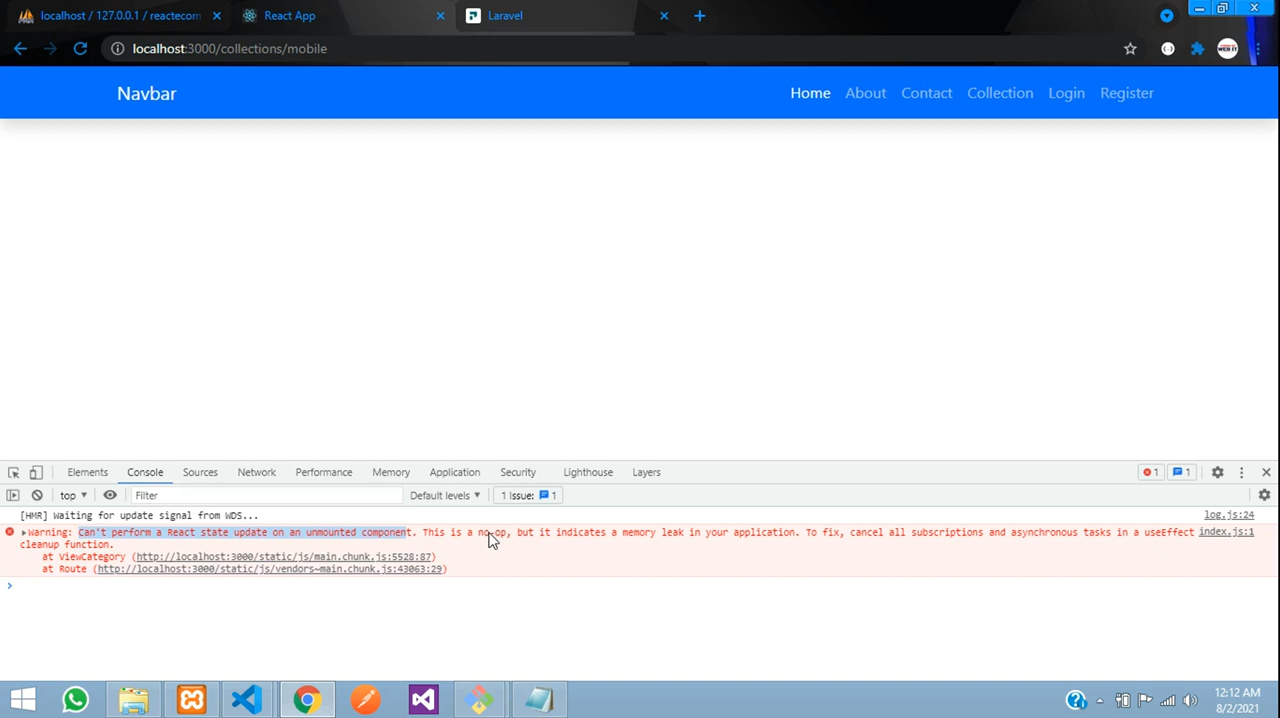 localhost / 127.0.0.1 / reactecom
React App
Laravel
localhost:3000/collections/mobile
Navbar
Home About Contact Collection Login Register
Elements Console Sources Network Performance Memory Application Security Lighthouse Layers
1 1
top Filter Default levels 1 Issue: 1
[HMR] Waiting for update signal from WDS... log.js:24
Warning: Can't perform a React state update on an unmounted component. This is a no-op, but it indicates a memory leak in your application. To fix, cancel all subscriptions and asynchronous tasks in a useEffect index.js:1
cleanup function.
at ViewCategory (http://localhost:3000/static/js/main.chunk.js:5528:87)
at Route (http://localhost:3000/static/js/vendors~main.chunk.js:43063:29)
12:12 AM
8/2/2021